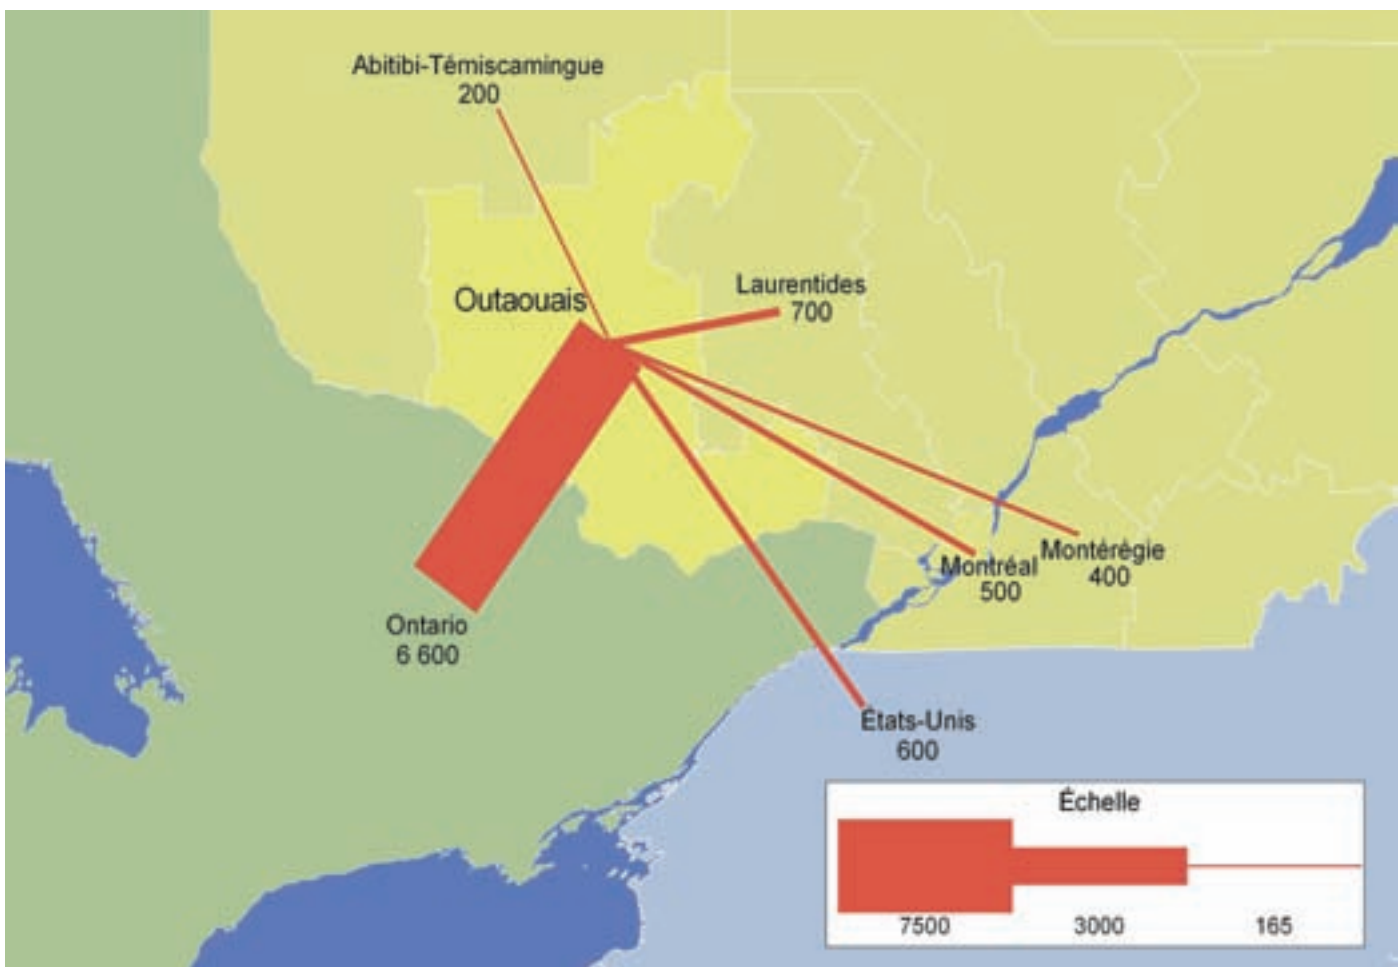 Abitibi-Témiscamingue
200
Outaouais
Laurentides
700
Montérégie
400
Montréal
500
Ontario
6 600
États-Unis
600
Échelle
7500 3000 165